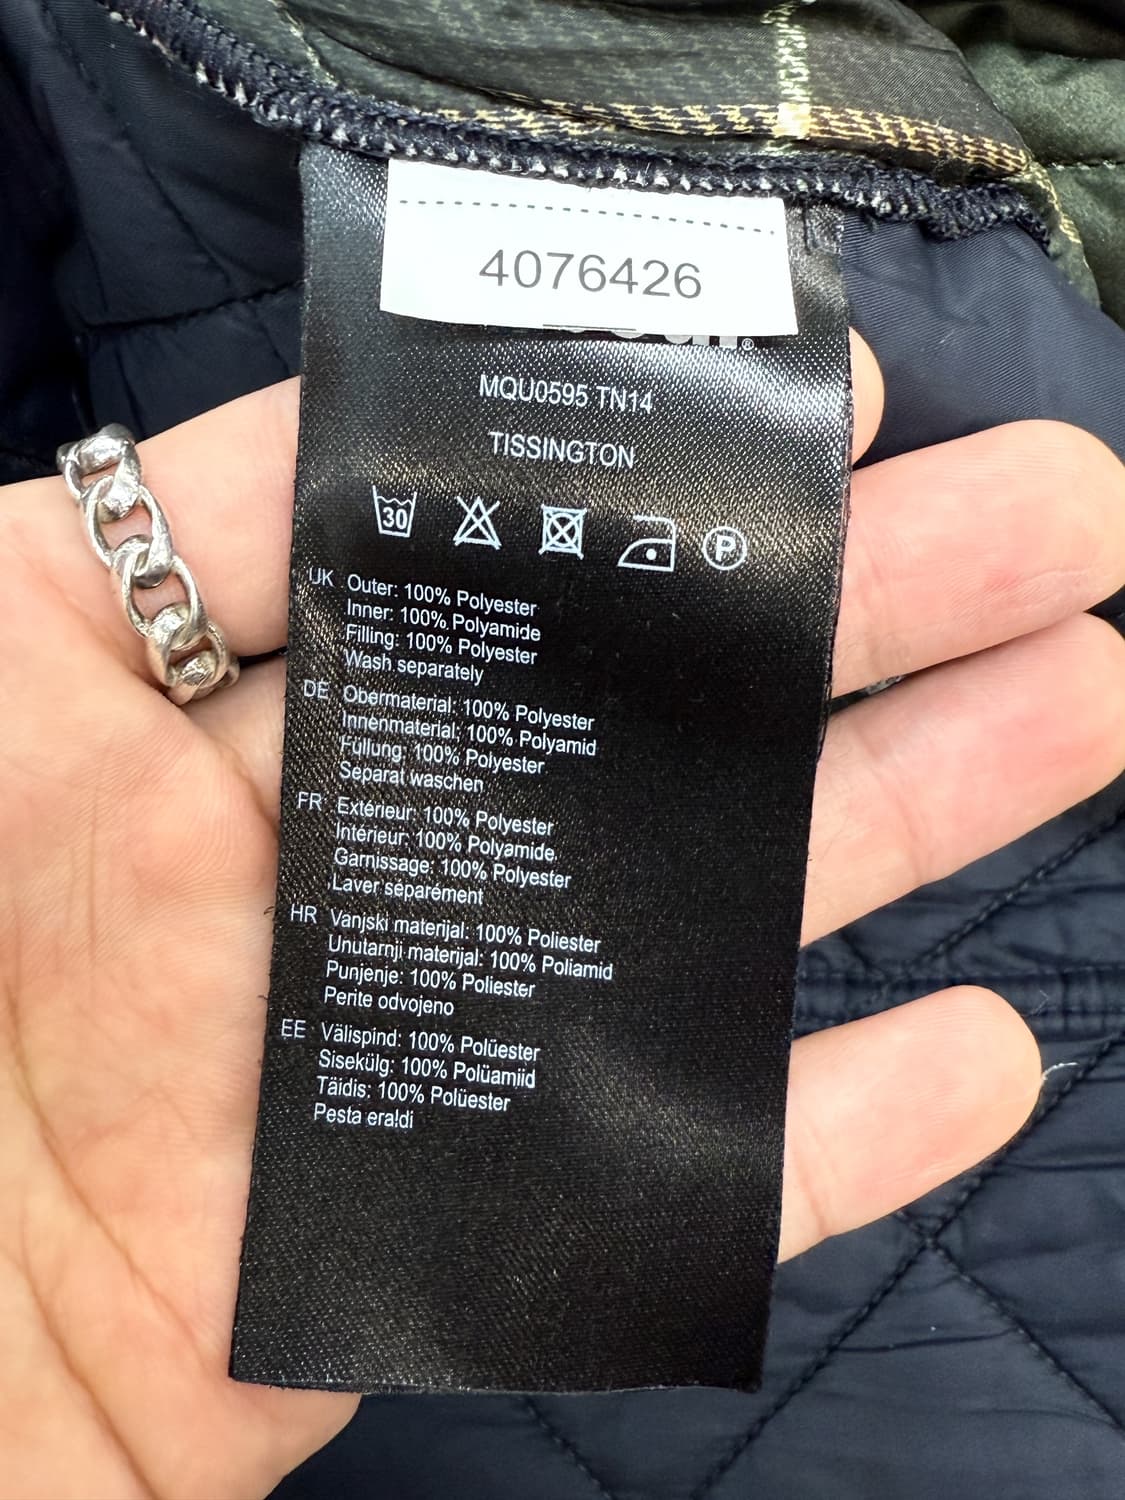 4076426
MQU0595 TN14
TISSINGTON
30
P
UK Outer: 100% Polyester
Inner: 100% Polyamide
Filling: 100% Polyester
Wash separately
DE Obermaterial: 100% Polyester
Innenmaterial: 100% Polyamid
Füllung: 100% Polyester
Separat waschen
FR Extérieur: 100% Polyester
Intérieur: 100% Polyamide
Garnissage: 100% Polyester
Laver séparément
HR Vanjski materijal: 100% Poliester
Unutarnji materijal: 100% Poliamid
Punjenje: 100% Poliester
Perite odvojeno
EE Välispind: 100% Polüester
Sisekülg: 100% Polüamiid
Täidis: 100% Polüester
Pesta eraldi